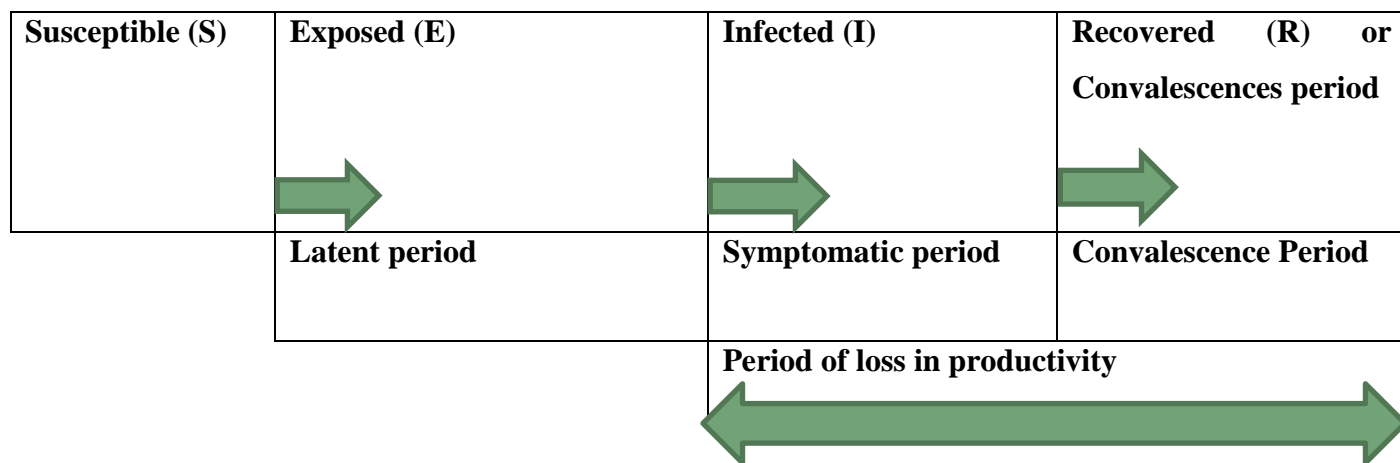 Susceptible (S)
Exposed (E)
Infected (I)
Recovered (R) or
Convalescences period
Latent period
Symptomatic period
Convalescence Period
Period of loss in productivity